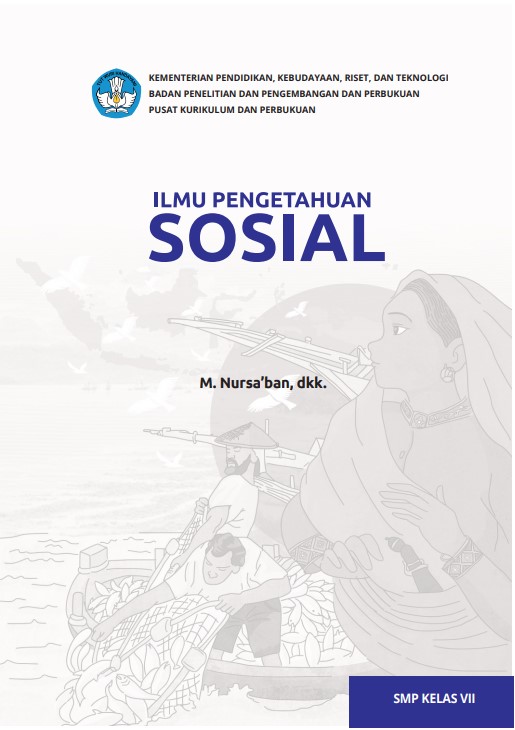 KEMENTERIAN PENDIDIKAN, KEBUDAYAAN, RISET, DAN TEKNOLOGI
BADAN PENELITIAN DAN PENGEMBANGAN DAN PERBUKUAN
PUSAT KURIKULUM DAN PERBUKUAN
ILMU PENGETAHUAN
SOSIAL
M. Nursa’ban, dkk.
SMP KELAS VII